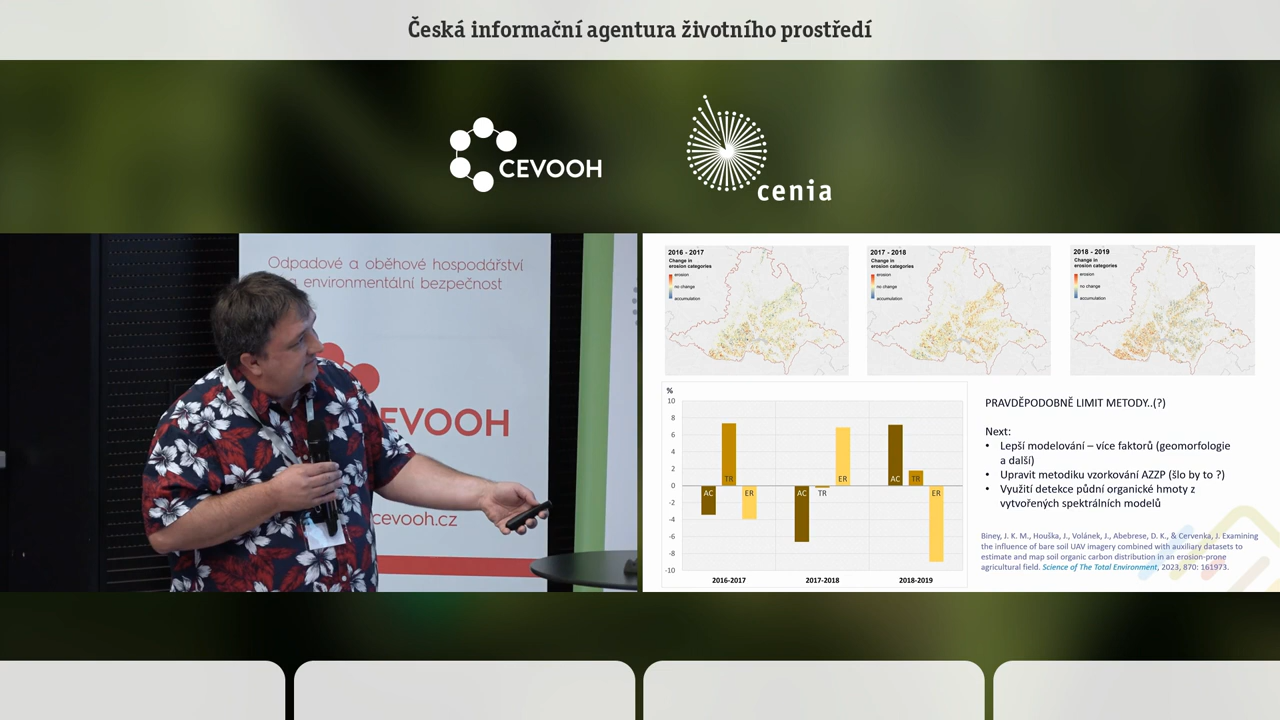 Česká informační agentura životního prostředí
CEVOOH
cenia
Odpadové a oběhové hospodářství
a environmentální bezpečnost
EVOOH
cevooh.cz
2016 - 2017
Change in
erosion categories
erosion
no change
accumulation
2017 - 2018
Change in
erosion categories
erosion
no change
accumulation
2018 - 2019
Change in
erosion categories
erosion
no change
accumulation
%
10
8
6
4
2
0
-2
-4
-6
-8
-10
AC
TR
ER
AC
TR
ER
AC
TR
ER
2016-2017
2017-2018
2018-2019
PRAVDĚPODOBNĚ LIMIT METODY..(?)
Next:
• Lepší modelování – více faktorů (geomorfologie
a další)
• Upravit metodiku vzorkování AZZP (šlo by to ?)
• Využití detekce půdní organické hmoty z
vytvořených spektrálních modelů
Biney, J. K. M., Houška, J., Volánek, J., Abebrese, D. K., & Cervenka, J. Examining
the influence of bare soil UAV imagery combined with auxiliary datasets to
estimate and map soil organic carbon distribution in an erosion-prone
agricultural field. Science of The Total Environment, 2023, 870: 161973.